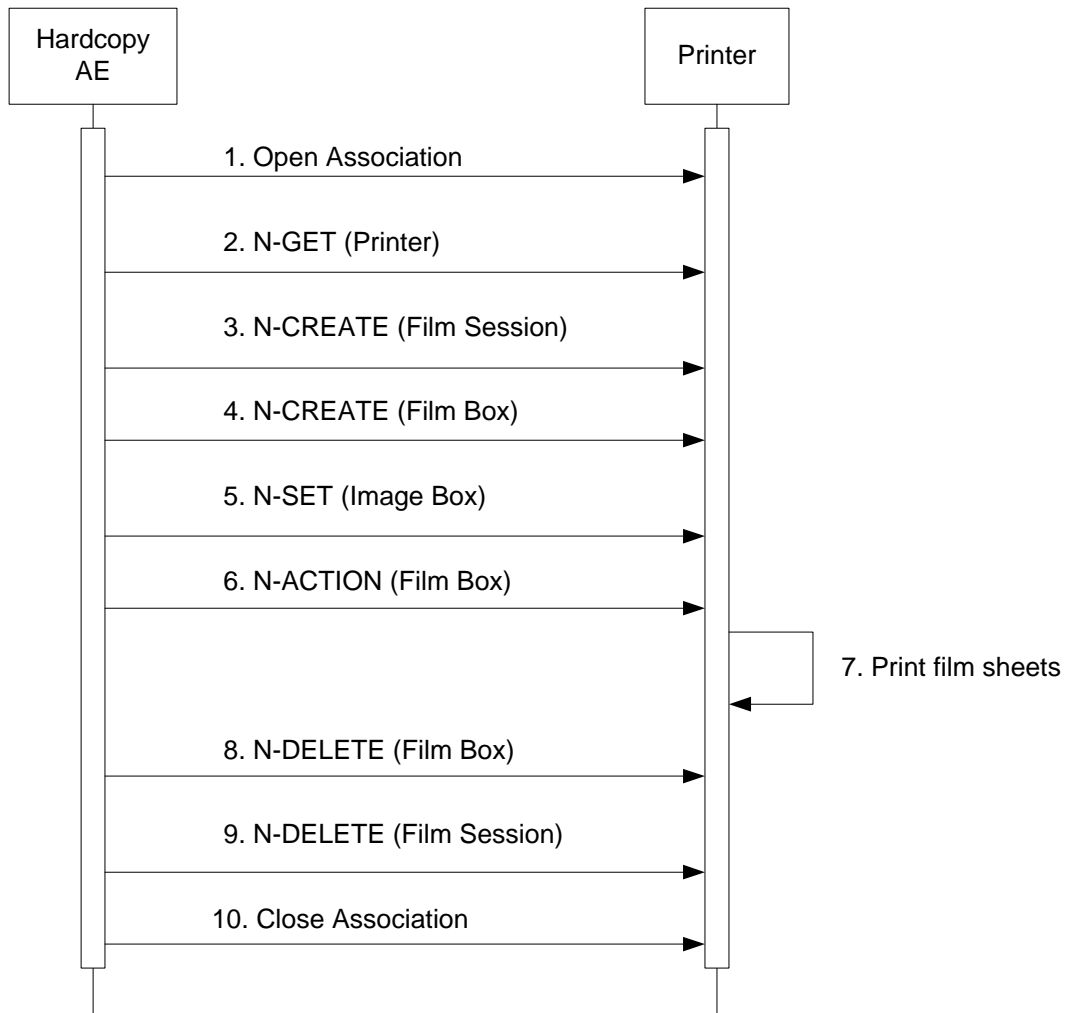 Hardcopy
AE
Printer
1. Open Association
2. N-GET (Printer)
3. N-CREATE (Film Session)
4. N-CREATE (Film Box)
5. N-SET (Image Box)
6. N-ACTION (Film Box)
7. Print film sheets
8. N-DELETE (Film Box)
9. N-DELETE (Film Session)
10. Close Association